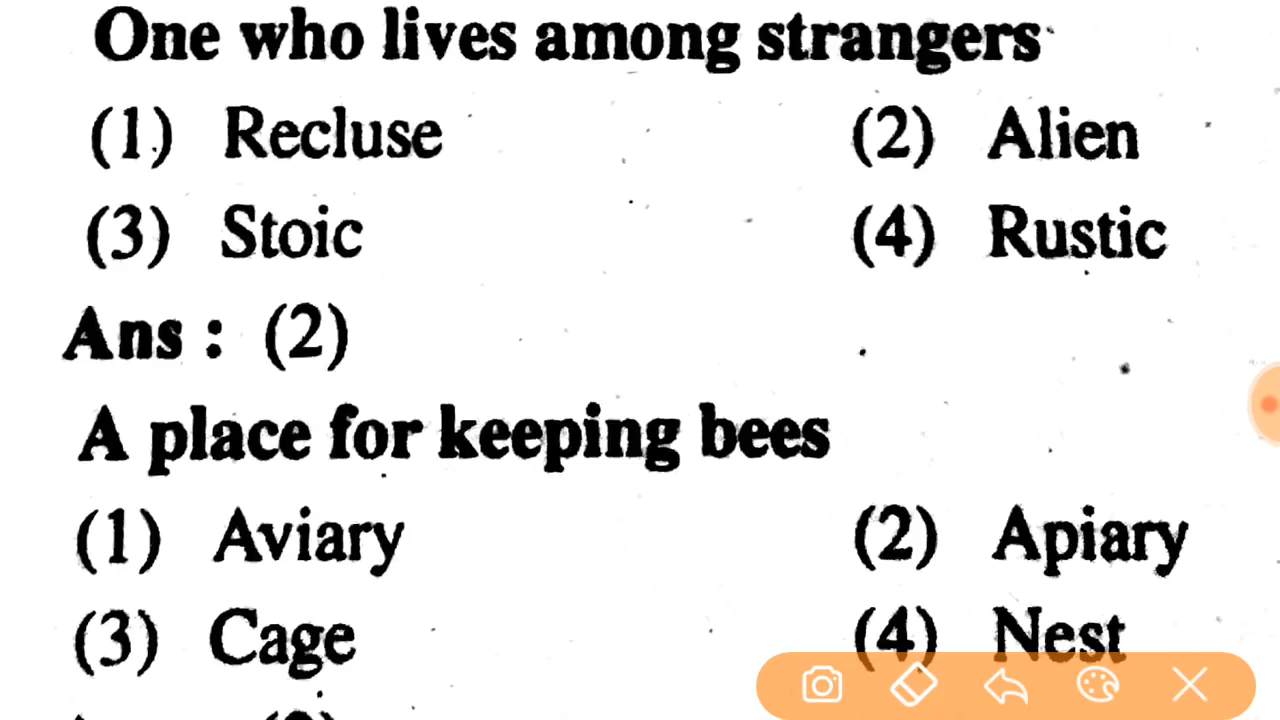 One who lives among strangers
(1) Recluse (2) Alien
(3) Stoic (4) Rustic
Ans : (2)
A place for keeping bees
(1) Aviary (2) Apiary
(3) Cage (4) Nest